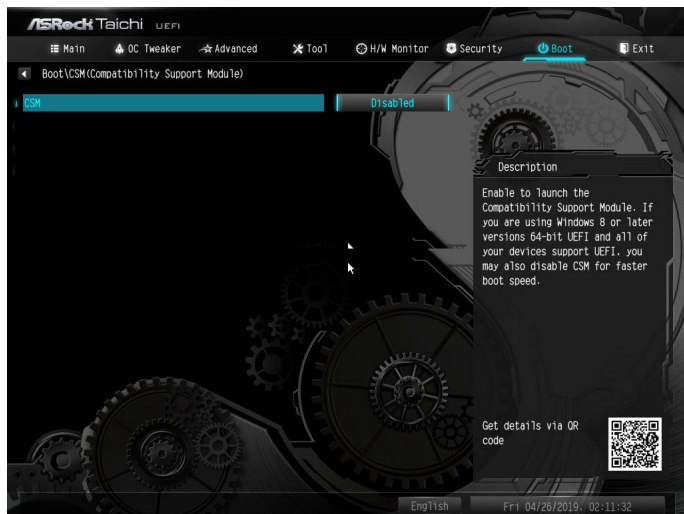 ASRock Taichi UEFI
Main OC Tweaker Advanced Tool H/W Monitor Security Boot Exit
Boot\CSM(Compatibility Support Module)
CSM Disabled
Description
Enable to launch the
Compatibility Support Module. If
you are using Windows 8 or later
versions 64-bit UEFI and all of
your devices support UEFI, you
may also disable CSM for faster
boot speed.
Get details via QR
code
English Fri 04/26/2019, 02:11:32